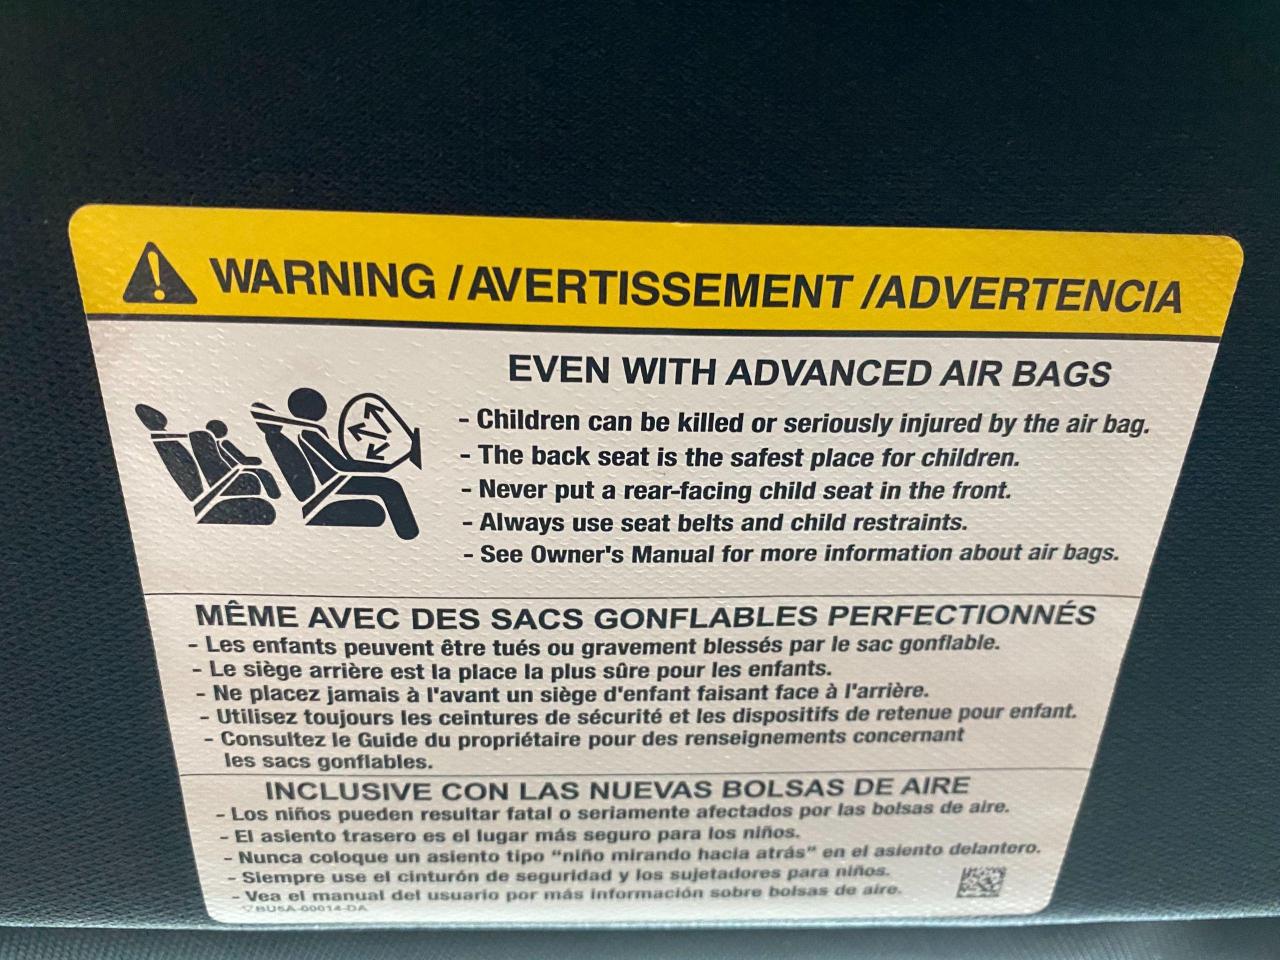 WARNING / AVERTISSEMENT / ADVERTENCIA
EVEN WITH ADVANCED AIR BAGS
- Children can be killed or seriously injured by the air bag.
- The back seat is the safest place for children.
- Never put a rear-facing child seat in the front.
- Always use seat belts and child restraints.
- See Owner's Manual for more information about air bags.
MÊME AVEC DES SACS GONFLABLES PERFECTIONNÉS
- Les enfants peuvent être tués ou gravement blessés par le sac gonflable.
- Le siège arrière est la place la plus sûre pour les enfants.
- Ne placez jamais à l'avant un siège d'enfant faisant face à l'arrière.
- Utilisez toujours les ceintures de sécurité et les dispositifs de retenue pour enfant.
- Consultez le Guide du propriétaire pour des renseignements concernant
les sacs gonflables.
INCLUSIVE CON LAS NUEVAS BOLSAS DE AIRE
- Los niños pueden resultar fatal o seriamente afectados por las bolsas de aire.
- El asiento trasero es el lugar más seguro para los niños.
- Nunca coloque un asiento tipo "niño mirando hacia atrás" en el asiento delantero.
- Siempre use el cinturón de seguridad y los sujetadores para niños.
- Vea el manual del usuario por más información sobre bolsas de aire.
BU5A-00014-DA